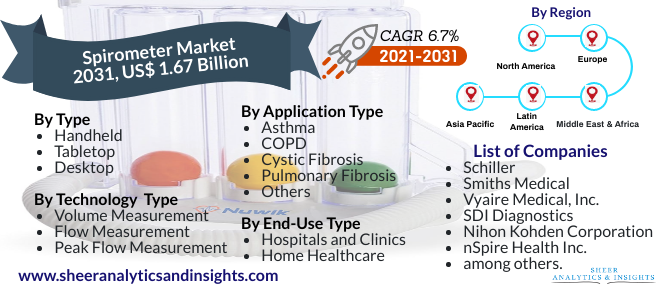 Spirometer Market
2031, US$ 1.67 Billion
CAGR 6.7%
2021-2031
By Region
North America
Europe
Asia Pacific
Latin
America
Middle East & Africa
By Type
• Handheld
• Tabletop
• Desktop
By Technology Type
• Volume Measurement
• Flow Measurement
• Peak Flow Measurement
By Application Type
• Asthma
• COPD
• Cystic Fibrosis
• Pulmonary Fibrosis
• Others
Nuwik
By End-Use Type
• Hospitals and Clinics
• Home Healthcare
List of Companies
• Schiller
• Smiths Medical
• Vyaire Medical, Inc.
• SDI Diagnostics
• Nihon Kohden Corporation
• nSpire Health Inc.
• among others.
www.sheeranalyticsandinsights.com
SHEER
ANALYTICS & INSIGHTS